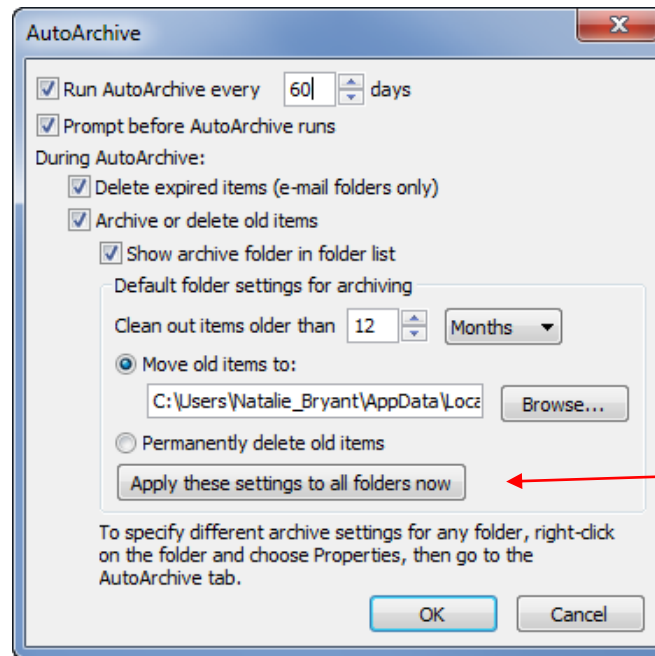 AutoArchive
Run AutoArchive every 60 days
Prompt before AutoArchive runs
During AutoArchive:
Delete expired items (e-mail folders only)
Archive or delete old items
Show archive folder in folder list
Default folder settings for archiving
Clean out items older than 12 Months
Move old items to:
C:\Users\Natalie_Bryant\AppData\Loca Browse...
Permanently delete old items
Apply these settings to all folders now
To specify different archive settings for any folder, right-click
on the folder and choose Properties, then go to the
AutoArchive tab.
OK Cancel